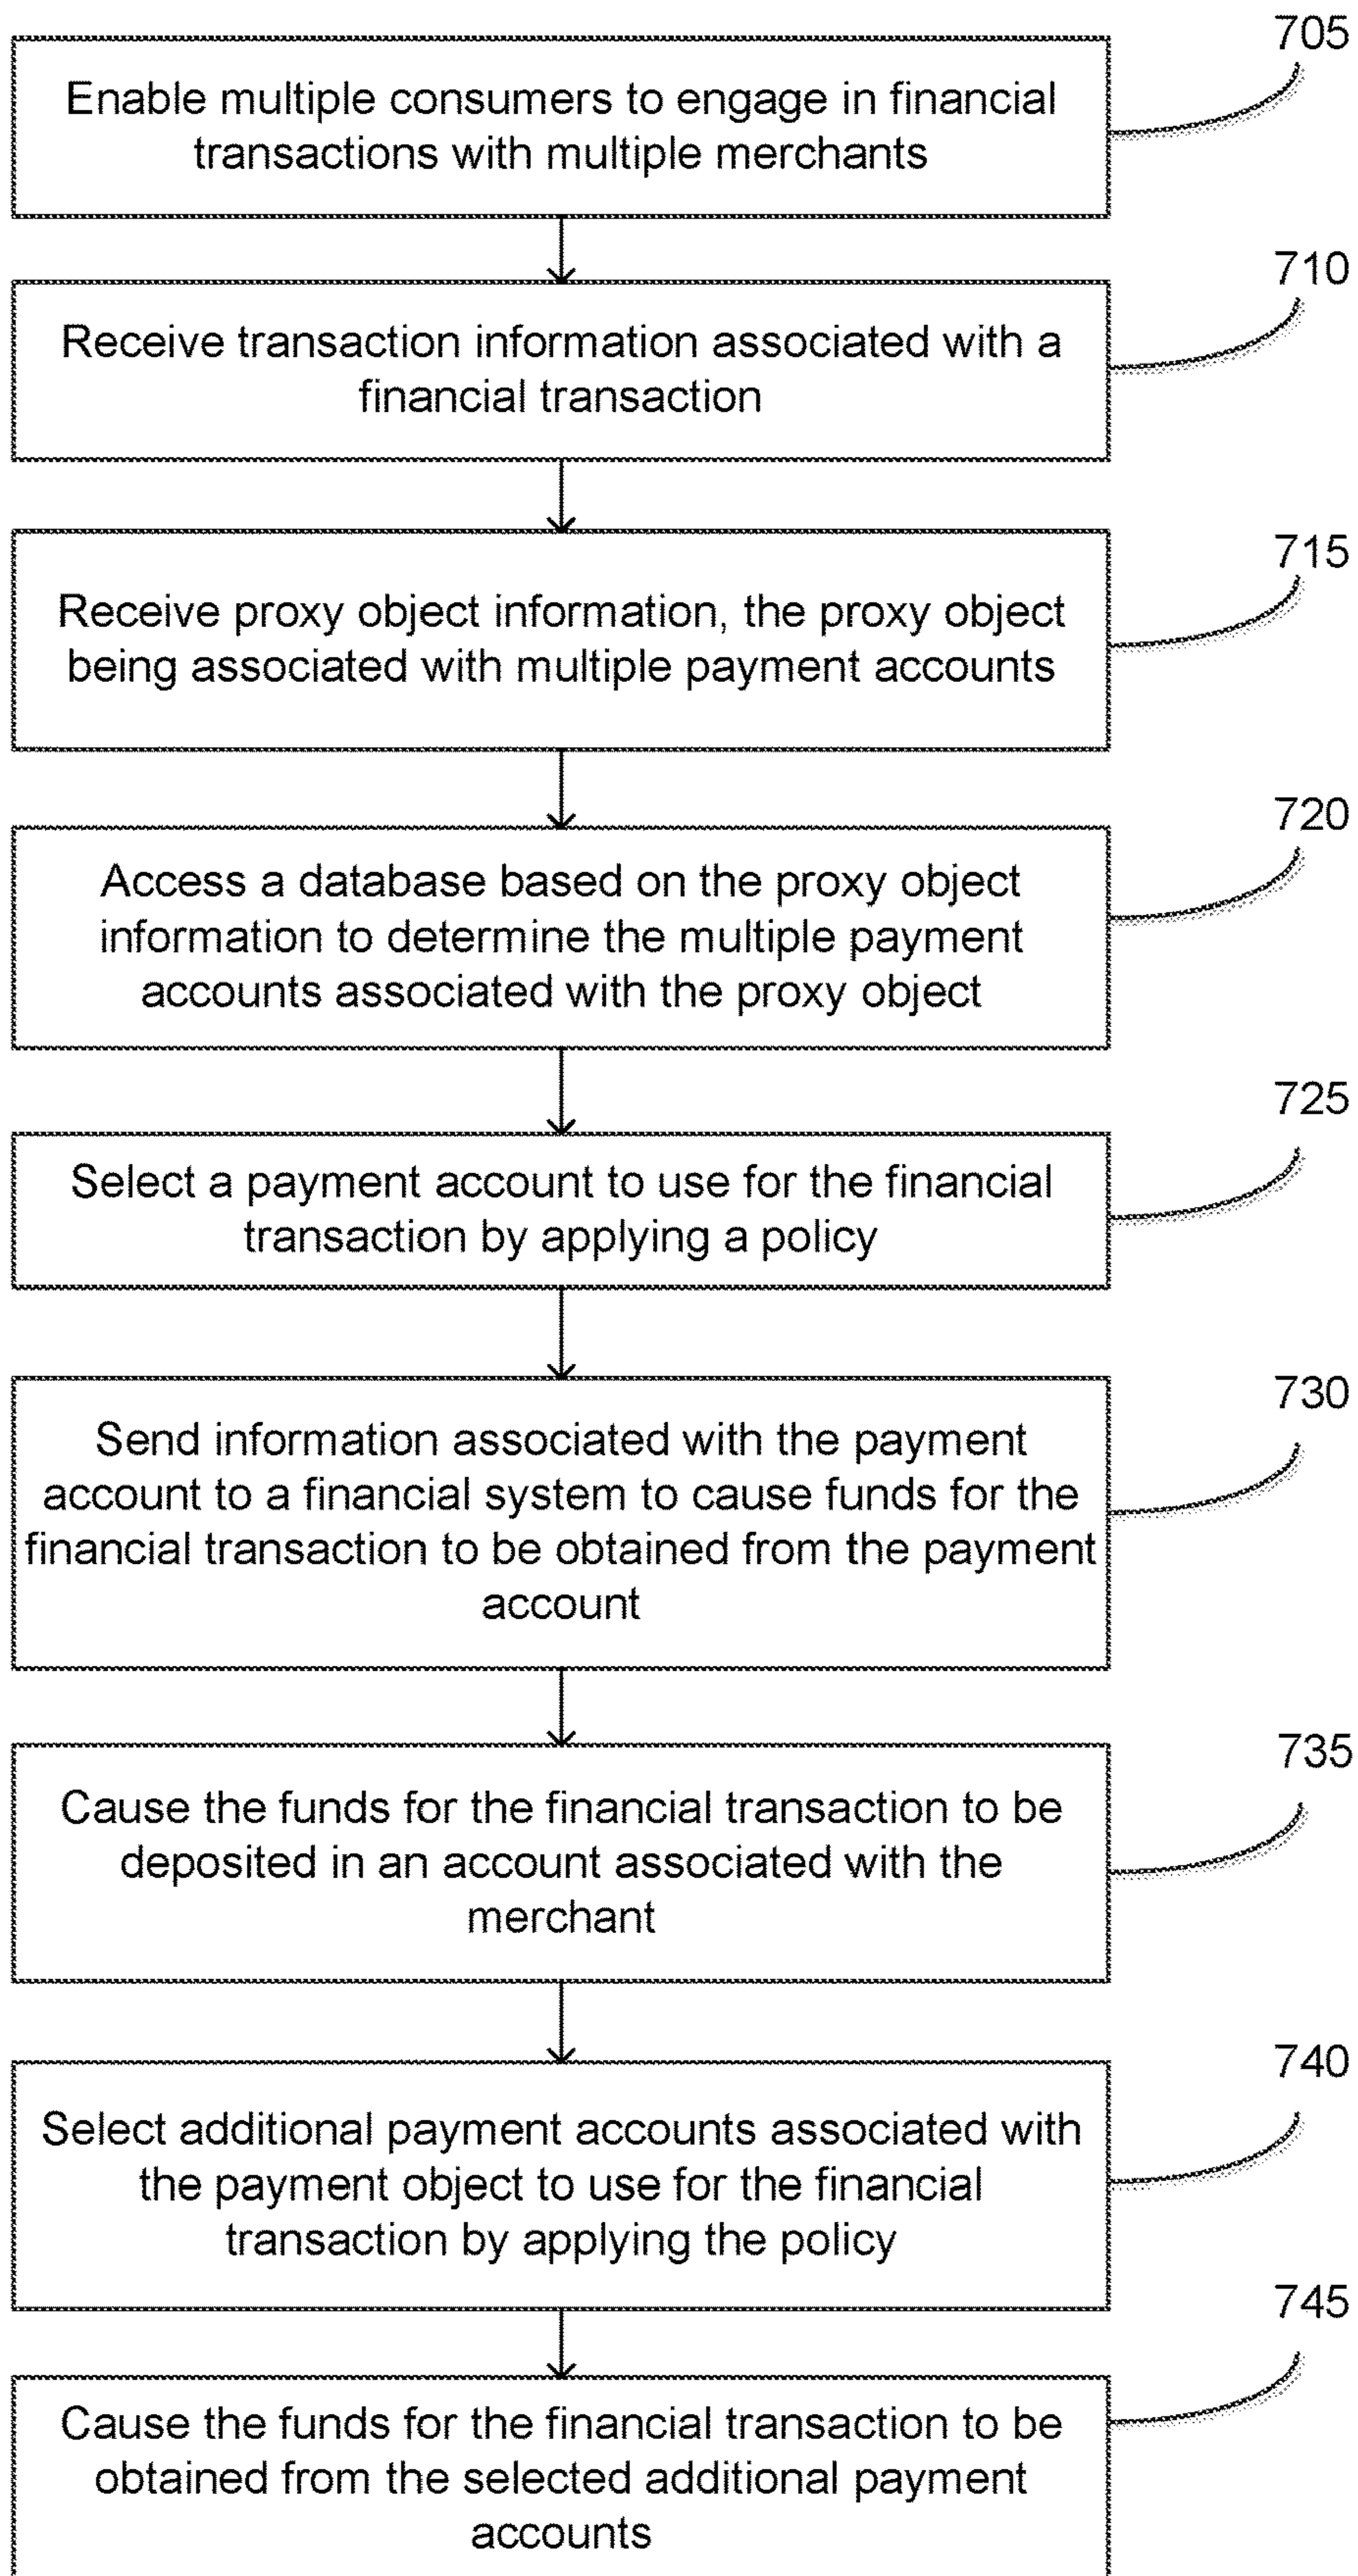 705
Enable multiple consumers to engage in financial
transactions with multiple merchants
710
Receive transaction information associated with a
financial transaction
715
Receive proxy object information, the proxy object
being associated with multiple payment accounts
720
Access a database based on the proxy object
information to determine the multiple payment
accounts associated with the proxy object
725
Select a payment account to use for the financial
transaction by applying a policy
730
Send information associated with the payment
account to a financial system to cause funds for the
financial transaction to be obtained from the payment
account
735
Cause the funds for the financial transaction to be
deposited in an account associated with the
merchant
740
Select additional payment accounts associated with
the payment object to use for the financial
transaction by applying the policy
745
Cause the funds for the financial transaction to be
obtained from the selected additional payment
accounts